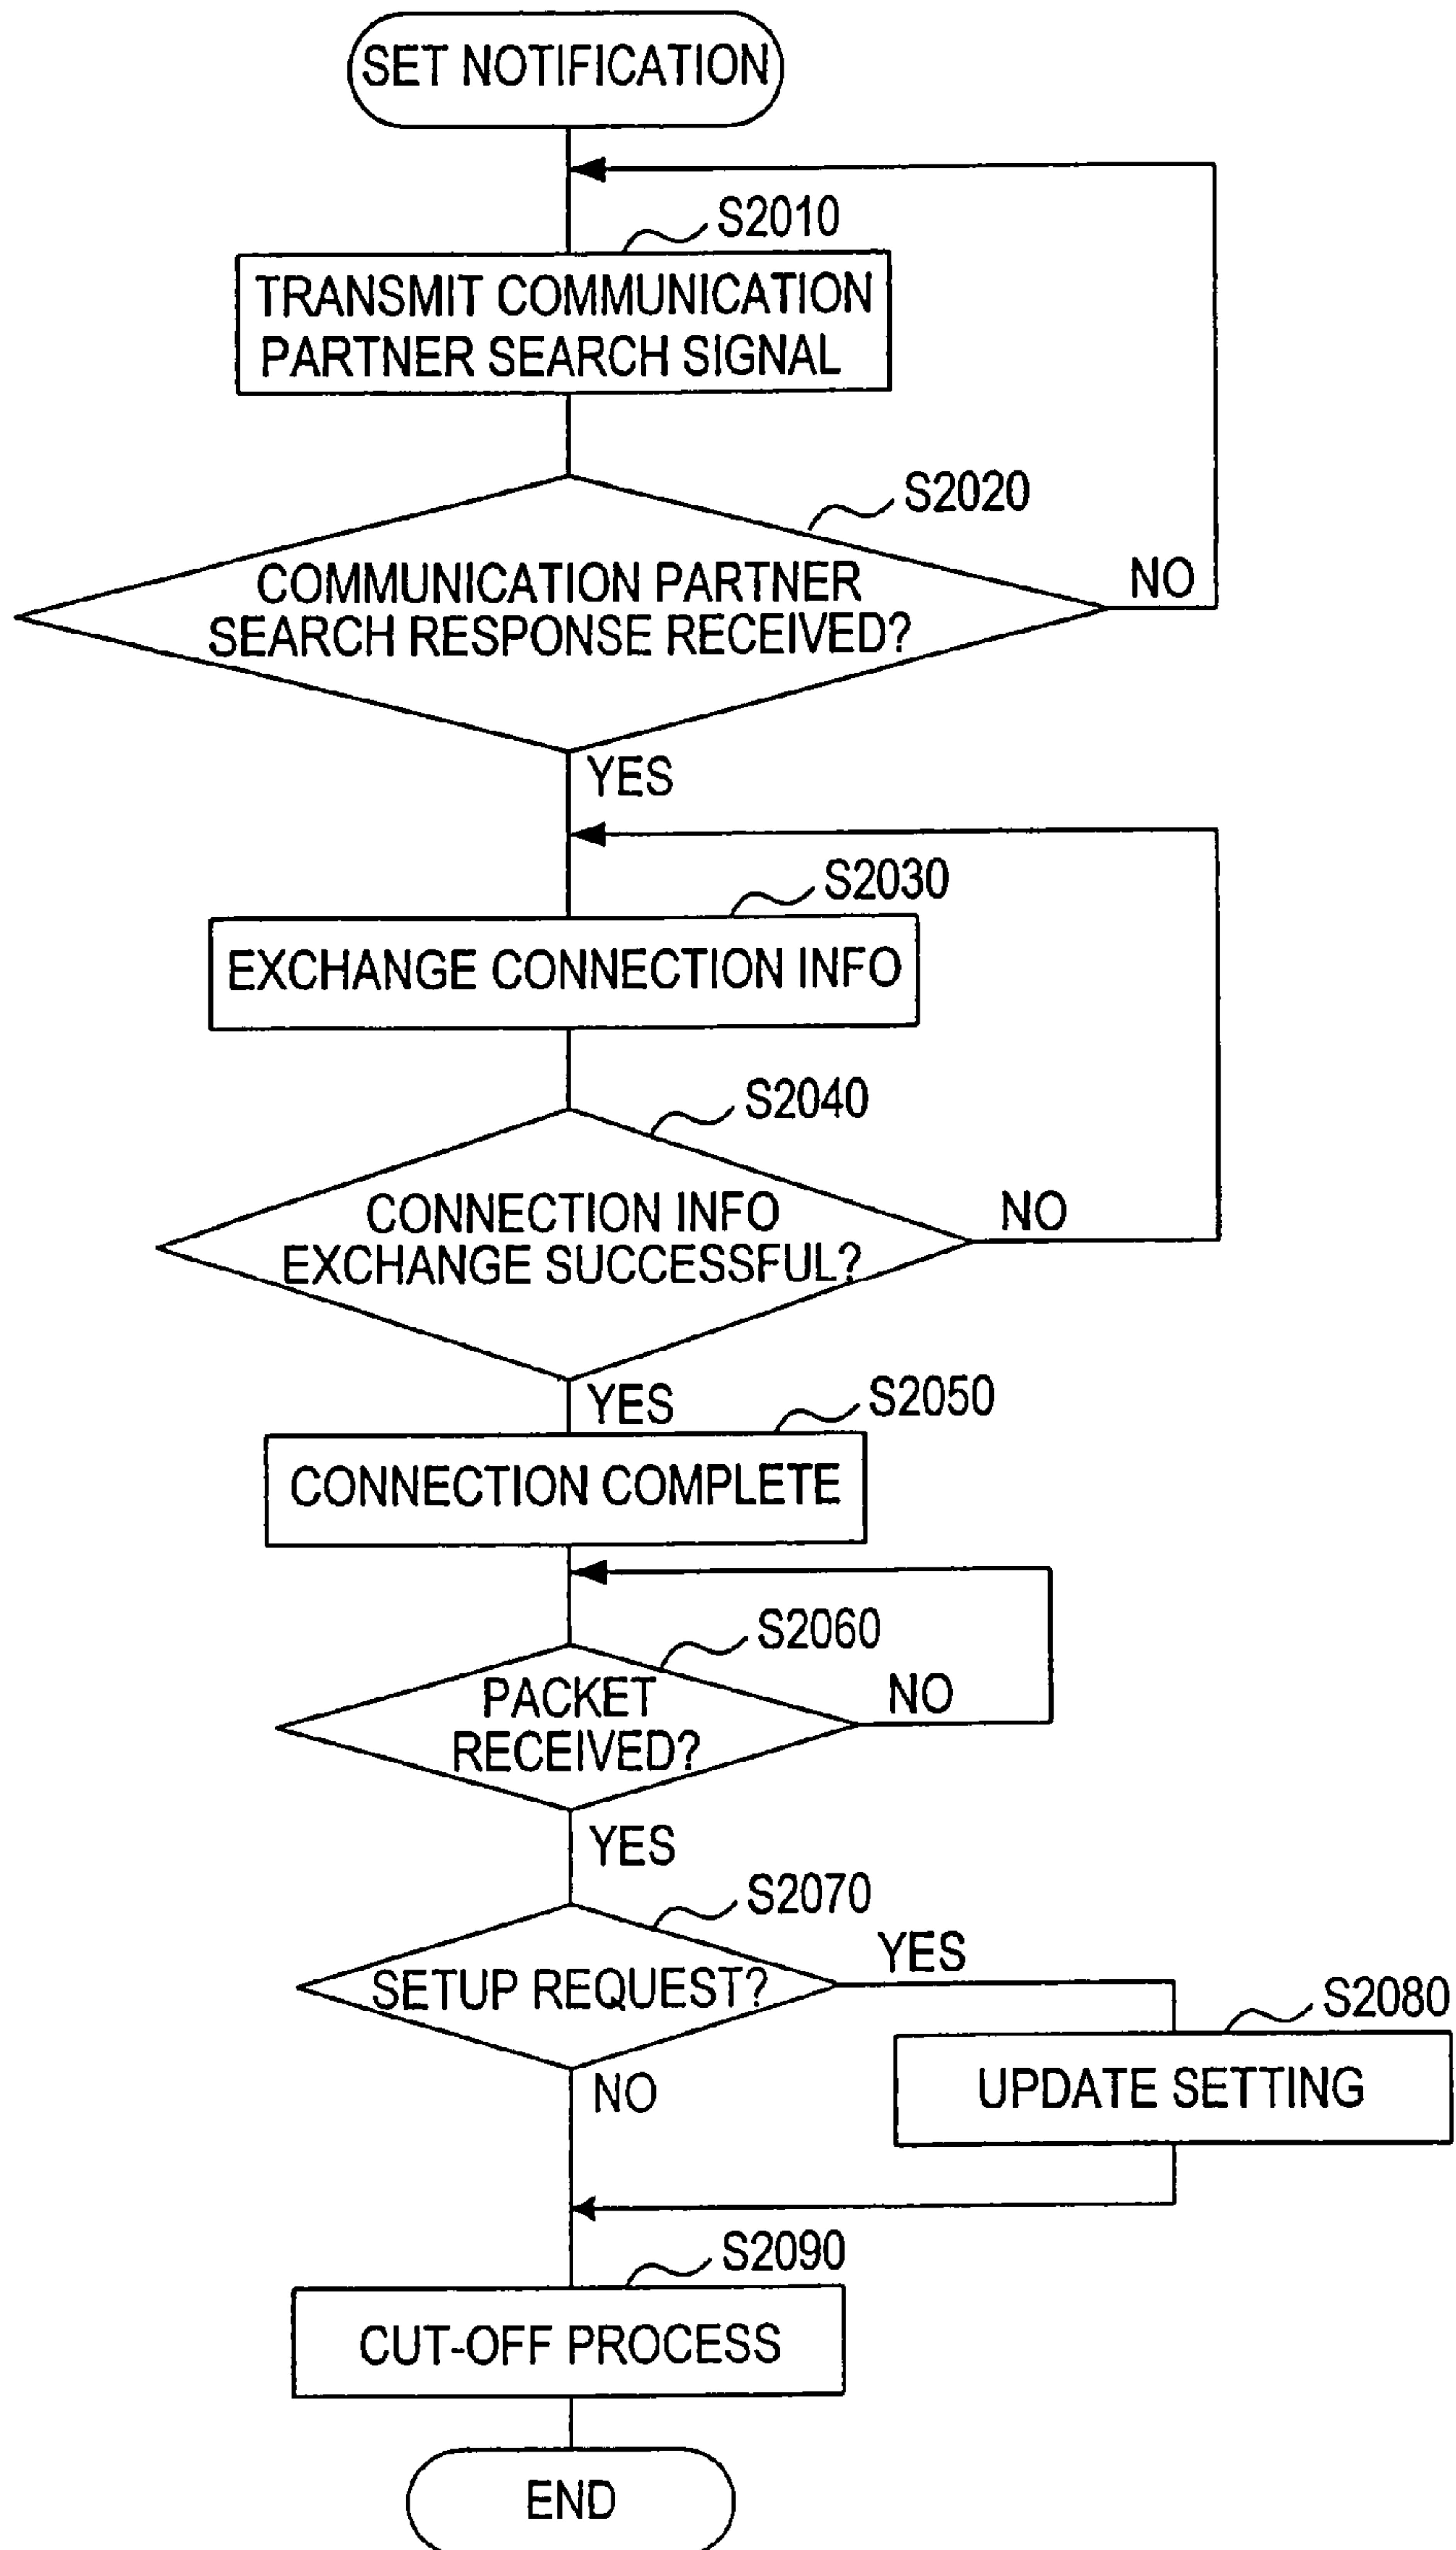 SET NOTIFICATION
S2010
TRANSMIT COMMUNICATION
PARTNER SEARCH SIGNAL
S2020
COMMUNICATION PARTNER
SEARCH RESPONSE RECEIVED?
NO
YES
S2030
EXCHANGE CONNECTION INFO
S2040
CONNECTION INFO
EXCHANGE SUCCESSFUL?
NO
YES
S2050
CONNECTION COMPLETE
S2060
PACKET
RECEIVED?
NO
YES
S2070
SETUP REQUEST?
YES
S2080
UPDATE SETTING
NO
S2090
CUT-OFF PROCESS
END